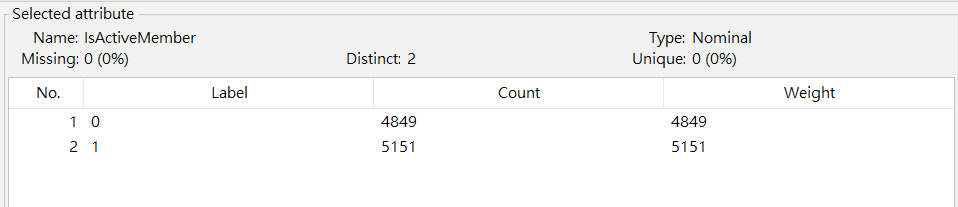 Selected attribute
Name: IsActiveMember Type: Nominal
Missing: 0 (0%) Distinct: 2 Unique: 0 (0%)
No. Label Count Weight
1 0 4849 4849
2 1 5151 5151